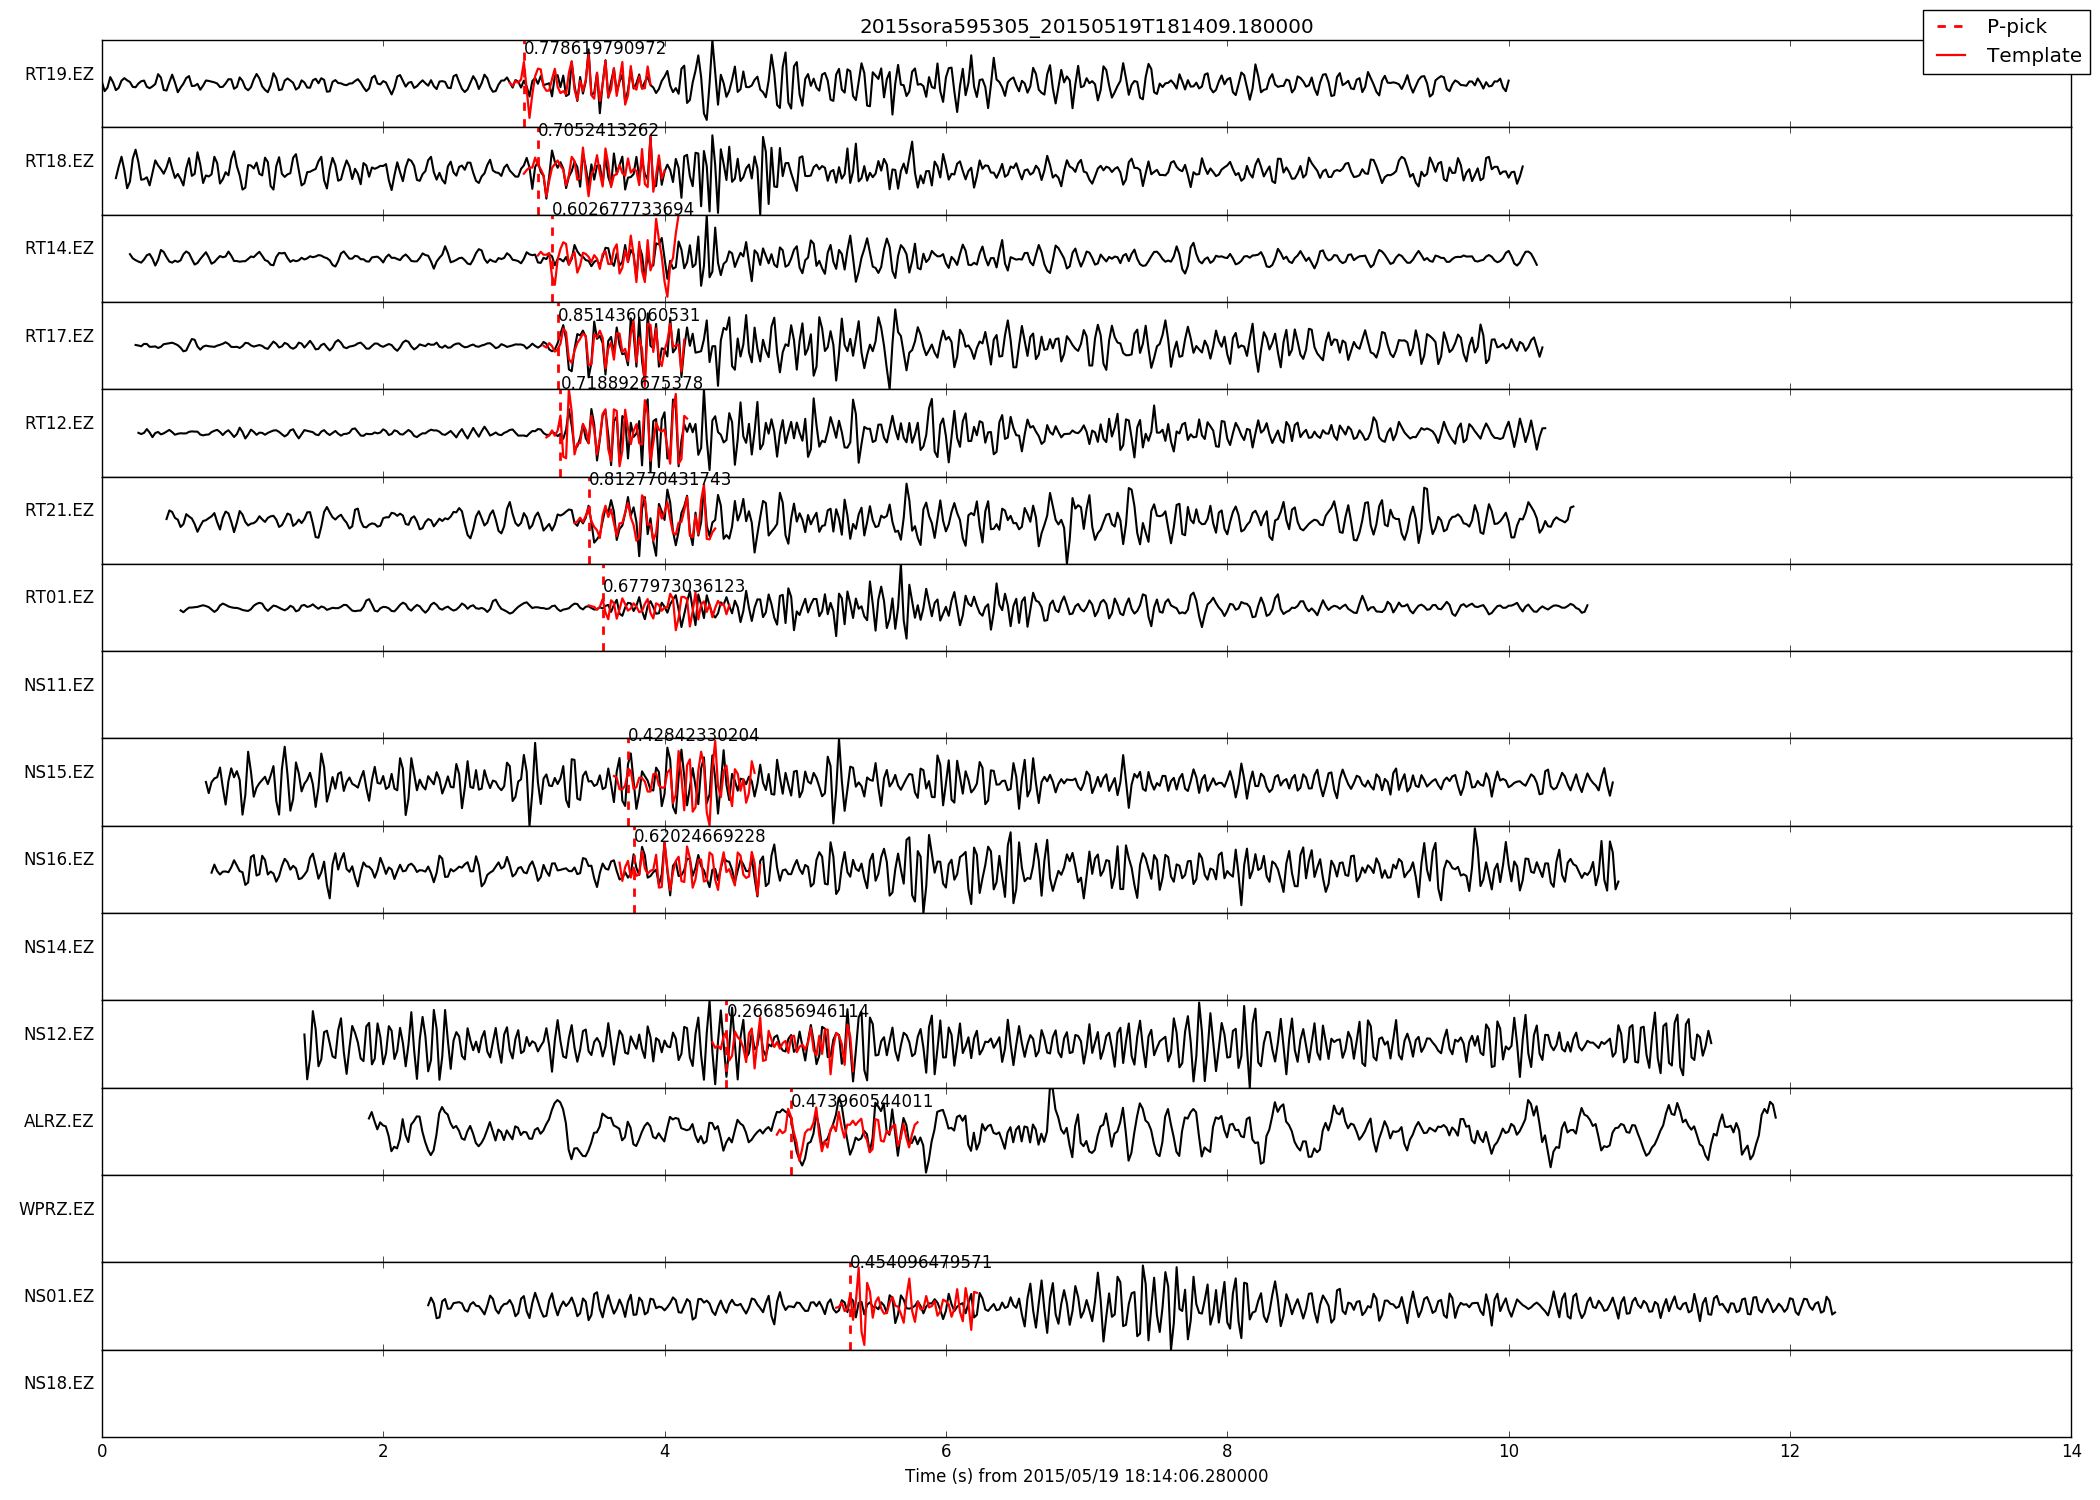 2015sora595305_20150519T181409.180000
P-pick
Template
RT19.EZ
0.778619790972
RT18.EZ
0.7052413262
RT14.EZ
0.602677733694
RT17.EZ
0.851436060531
RT12.EZ
0.718892675378
RT21.EZ
0.812770431743
RT01.EZ
0.677973036123
NS11.EZ
NS15.EZ
0.42842330204
NS16.EZ
0.62024669228
NS14.EZ
NS12.EZ
0.266856946114
ALRZ.EZ
0.473960544011
WPRZ.EZ
NS01.EZ
0.454096479571
NS18.EZ
0 2 4 6 8 10 12 14
Time (s) from 2015/05/19 18:14:06.280000